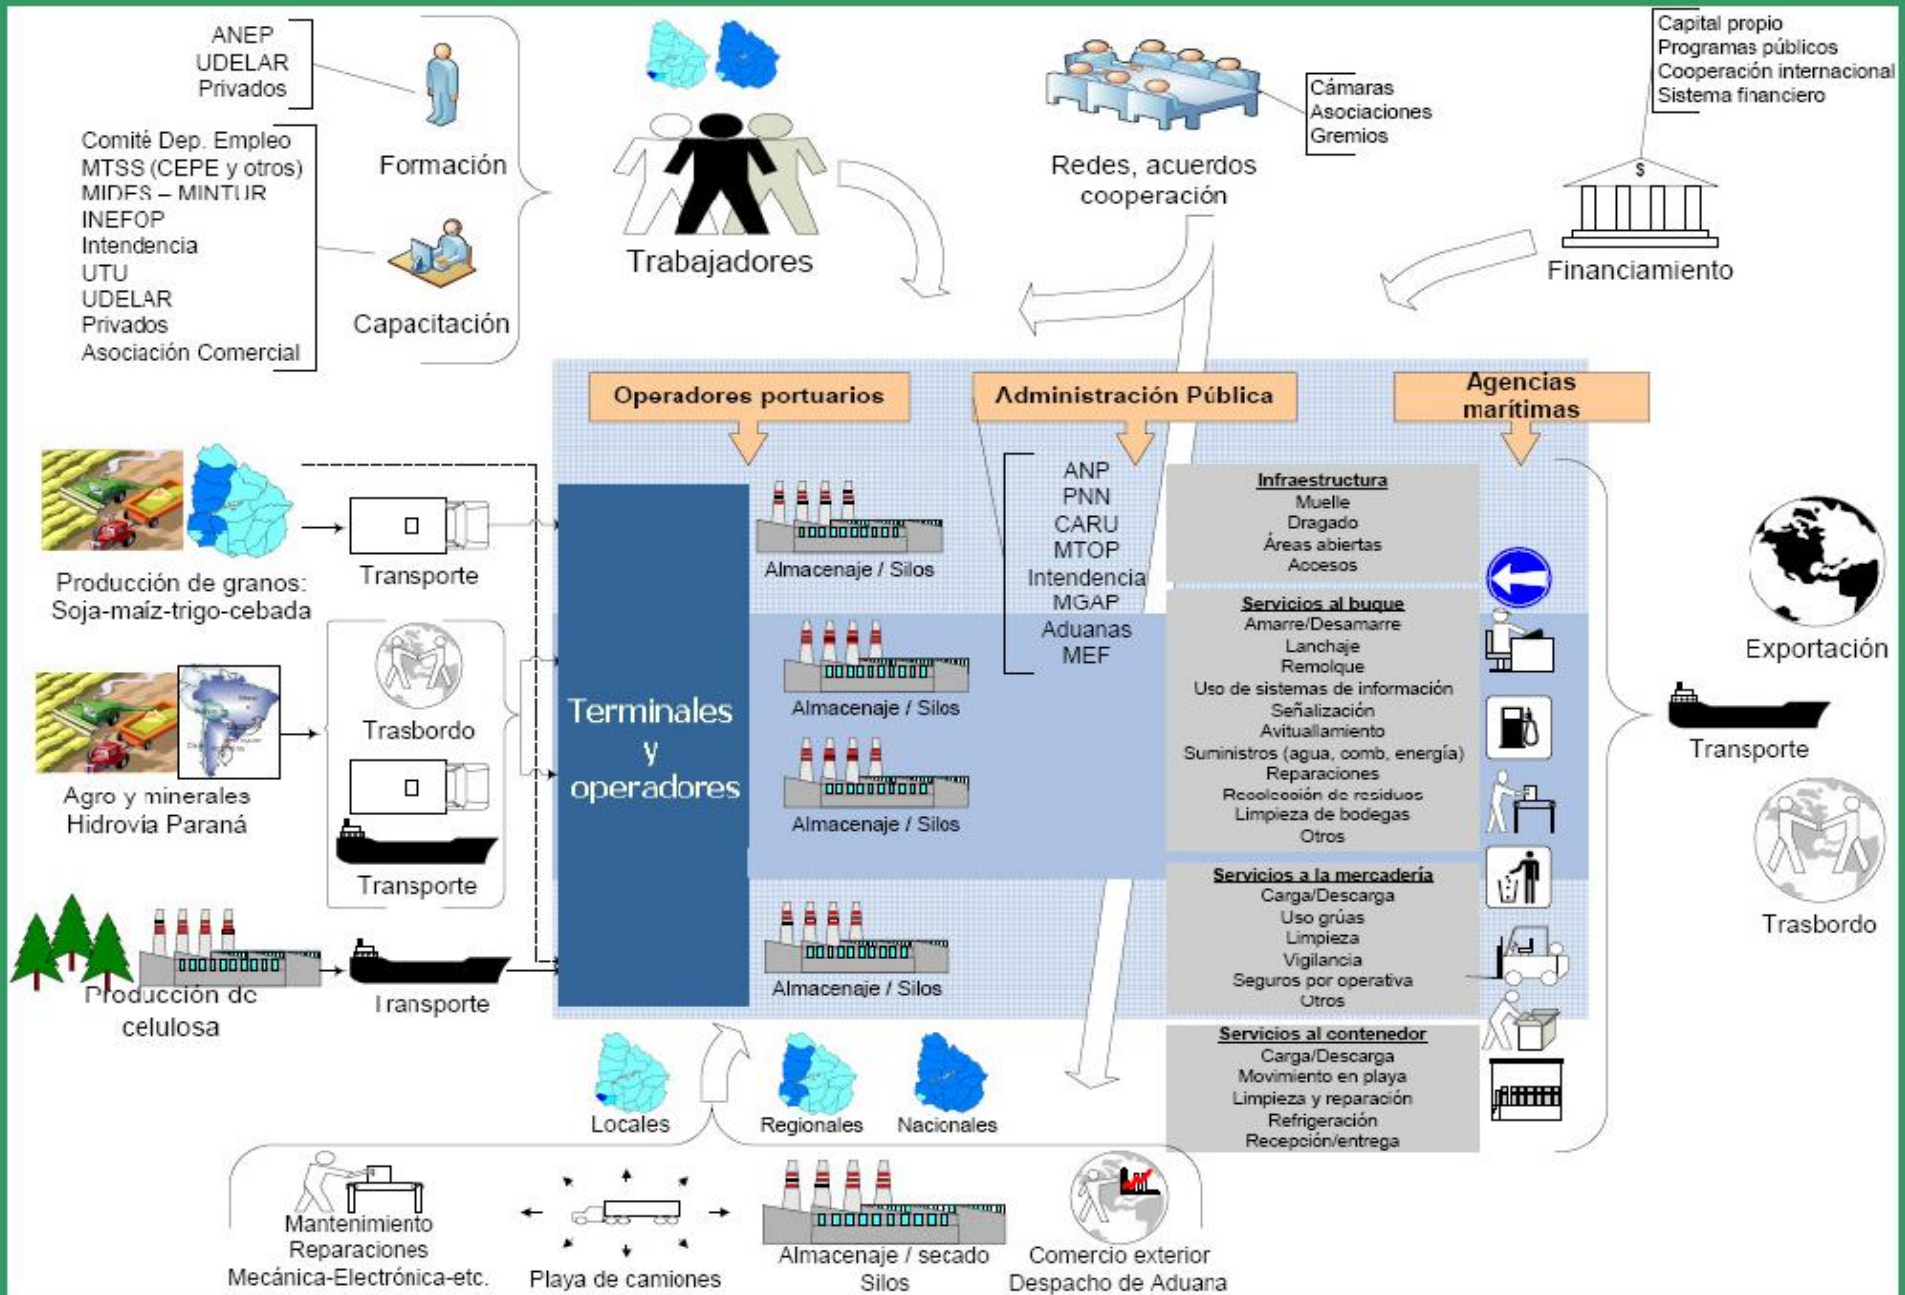 ANEP
UDELAR
Privados
Formación
Comité Dep. Empleo
MTSS (CEPE y otros)
MIDES – MINTUR
INEFOP
Intendencia
UTU
UDELAR
Privados
Asociación Comercial
Capacitación
Trabajadores
Redes, acuerdos
cooperación
Cámaras
Asociaciones
Gremios
Capital propio
Programas públicos
Cooperación internacional
Sistema financiero
$
Financiamiento
Operadores portuarios
Administración Pública
Agencias
marítimas
Producción de granos:
Soja-maíz-trigo-cebada
Transporte
Agro y minerales
Hidrovía Paraná
Trasbordo
Transporte
Producción de
celulosa
Transporte
Terminales
y
operadores
Almacenaje / Silos
Almacenaje / Silos
Almacenaje / Silos
Almacenaje / Silos
ANP
PNN
CARU
MTOP
Intendencia
MGAP
Aduanas
MEF
Infraestructura
Muelle
Dragado
Áreas abiertas
Accesos
Servicios al buque
Amarre/Desamarre
Lanchaje
Remolque
Uso de sistemas de información
Señalización
Avituallamiento
Suministros (agua, comb, energía)
Reparaciones
Recolección de residuos
Limpieza de bodegas
Otros
Servicios a la mercadería
Carga/Descarga
Uso grúas
Limpieza
Vigilancia
Seguros por operativa
Otros
Servicios al contenedor
Carga/Descarga
Movimiento en playa
Limpieza y reparación
Refrigeración
Recepción/entrega
Exportación
Transporte
Trasbordo
Locales
Regionales
Nacionales
Mantenimiento
Reparaciones
Mecánica-Electrónica-etc.
Playa de camiones
Almacenaje / secado
Silos
Comercio exterior
Despacho de Aduana